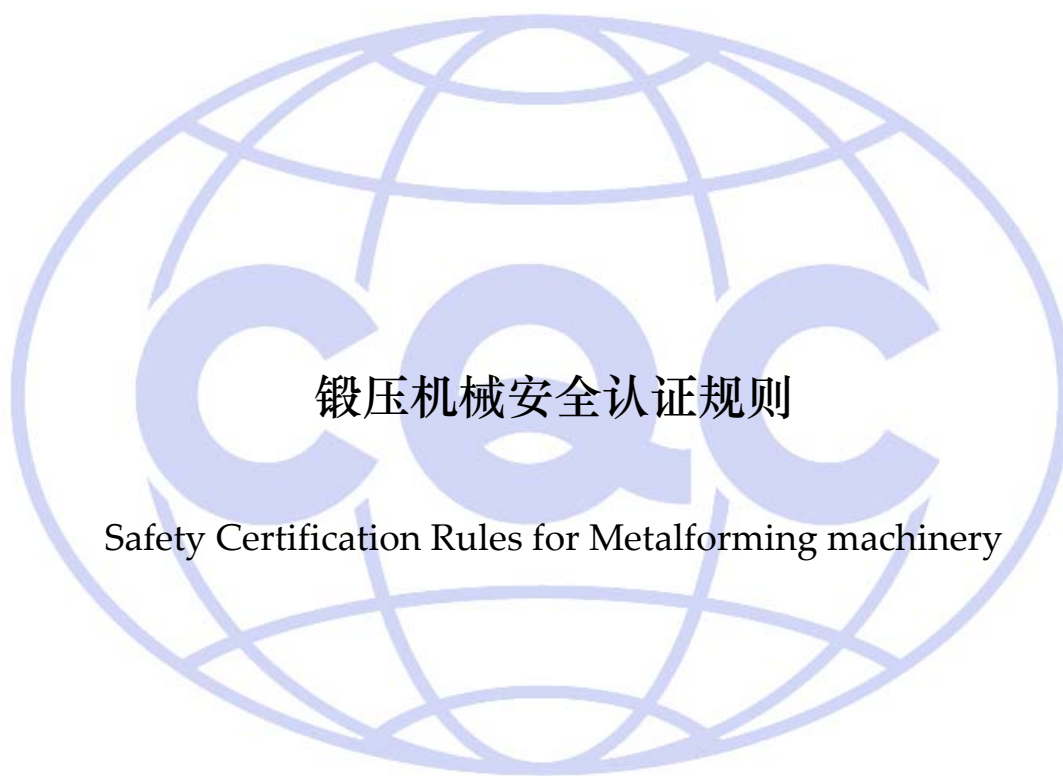 CQC
锻压机械安全认证规则
Safety Certification Rules for Metalforming machinery